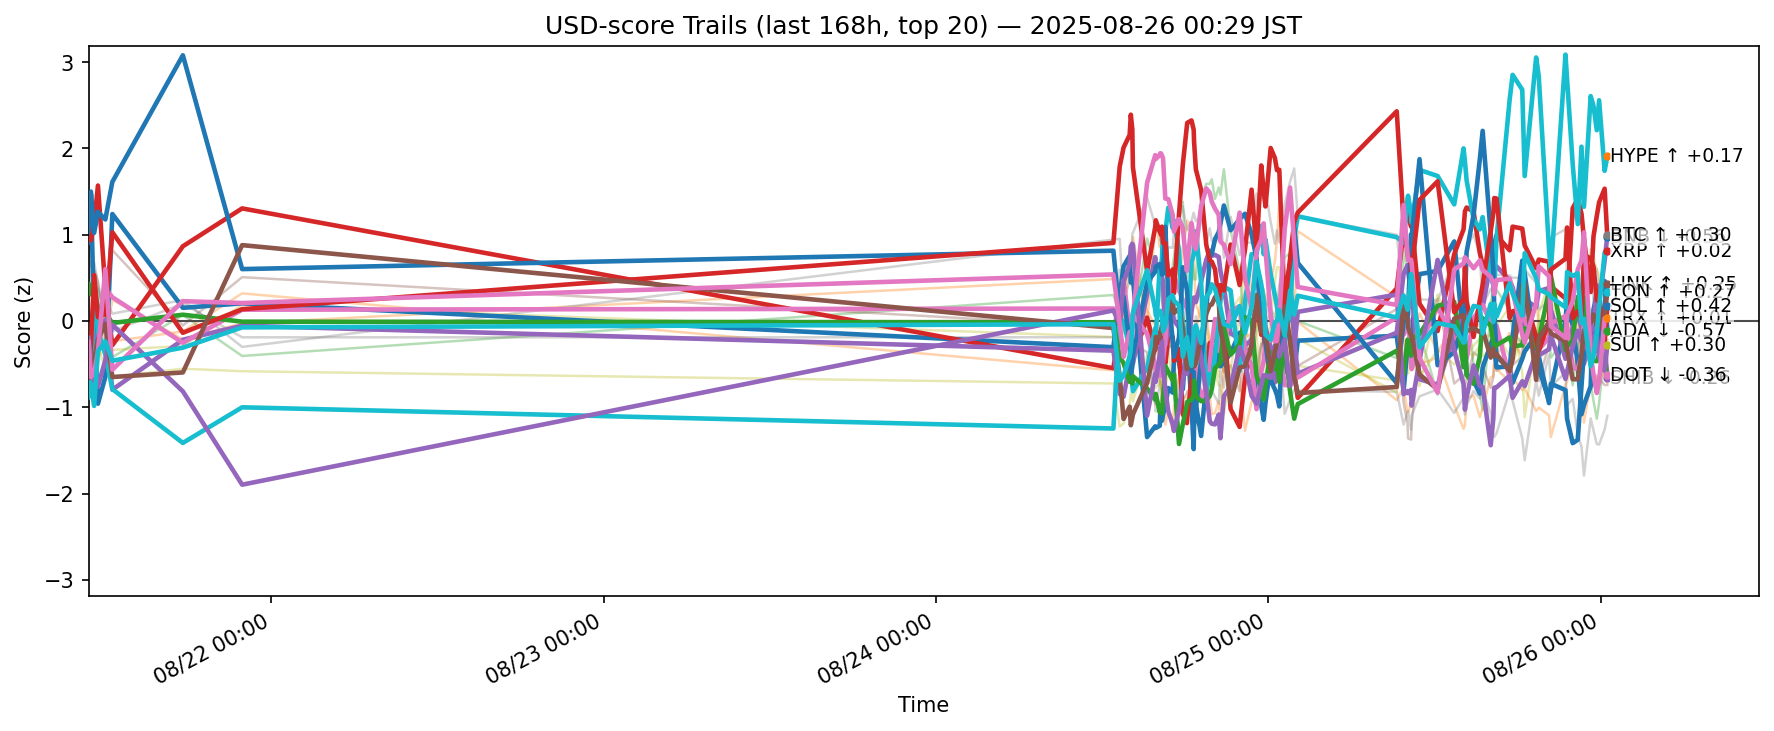 USD-score Trails (last 168h, top 20) — 2025-08-26 00:29 JST
Score (z)
3
2
1
0
−1
−2
−3
HYPE ↑ +0.17
BTC ↑ +0.30
XRP ↑ +0.02
LINK ↑ +0.25
TON ↑ +0.27
SOL ↑ +0.42
ADA ↓ -0.57
SUI ↑ +0.30
DOT ↓ -0.36
08/22 00:00
08/23 00:00
08/24 00:00
08/25 00:00
08/26 00:00
Time